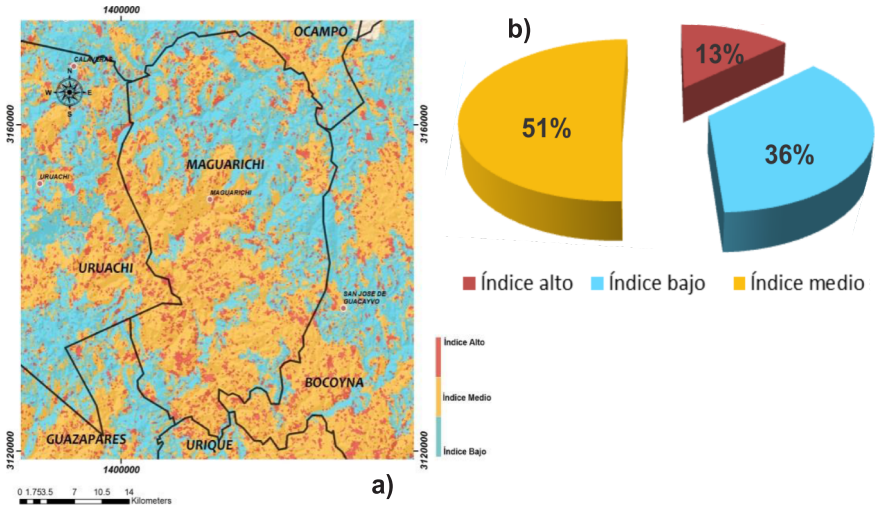 1400000
OCAMPO
CALAVERAS
N
W E
S
3160000
3160000
MAGUARICHI
URUACHI
MAGUARICHI
URUACHI
SAN JOSE DE
GUACAYVO
BOCOYNA
GUAZAPARES
URIQUE
3120000
3120000
1400000
0 1.753.5 7 10.5 14
Kilometers
a)
Índice Alto
Índice Medio
Índice Bajo
b)
13%
51%
36%
Índice alto Índice bajo Índice medio